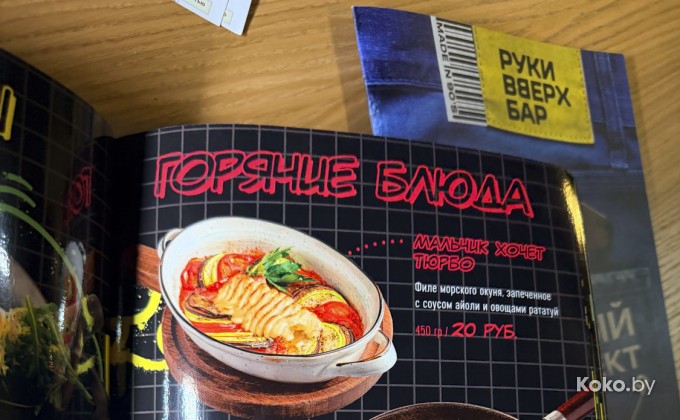 MADE IN 90'S
РУКИ
ВВЕРХ
БАР
ГОРЯЧИЕ БЛЮДА
МАЛЬЧИК ХОЧЕТ
ТЮРБО
Филе морского окуня, запеченное
с соусом айоли и овощами рататуй
450 гр / 20 РУБ.
Koko.by